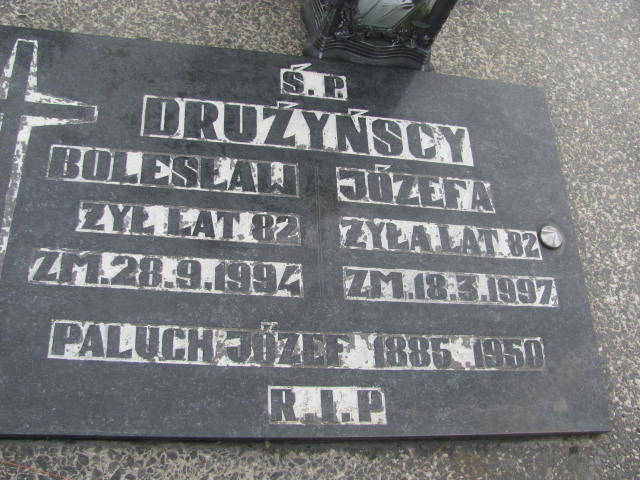 Ś.P.
DRUŻYŃSCY
BOLESŁAW JÓZEFA
ŻYŁ LAT 82 ŻYŁA LAT 82
ZM.28.9.1994 ZM.18.3.1997
PALUCH JÓZEF 1885 1950
R.I.P